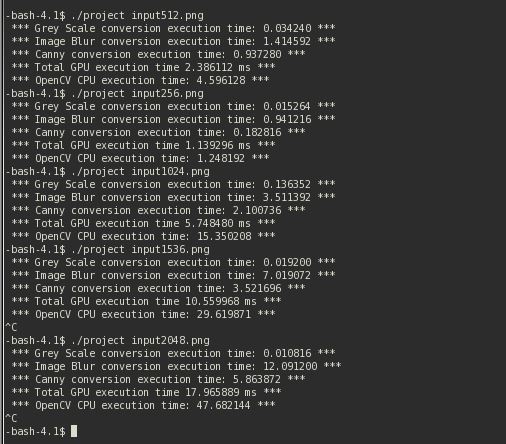 -bash-4.1$ ./project input512.png
*** Grey Scale conversion execution time: 0.034240 ***
*** Image Blur conversion execution time: 1.414592 ***
*** Canny conversion execution time: 0.937280 ***
*** Total GPU execution time 2.386112 ms ***
*** OpenCV CPU execution time: 4.596128 ***
-bash-4.1$ ./project input256.png
*** Grey Scale conversion execution time: 0.015264 ***
*** Image Blur conversion execution time: 0.941216 ***
*** Canny conversion execution time: 0.182816 ***
*** Total GPU execution time 1.139296 ms ***
*** OpenCV CPU execution time: 1.248192 ***
-bash-4.1$ ./project input1024.png
*** Grey Scale conversion execution time: 0.136352 ***
*** Image Blur conversion execution time: 3.511392 ***
*** Canny conversion execution time: 2.100736 ***
*** Total GPU execution time 5.748480 ms ***
*** OpenCV CPU execution time: 15.350208 ***
-bash-4.1$ ./project input1536.png
*** Grey Scale conversion execution time: 0.019200 ***
*** Image Blur conversion execution time: 7.019072 ***
*** Canny conversion execution time: 3.521696 ***
*** Total GPU execution time 10.559968 ms ***
*** OpenCV CPU execution time: 29.619871 ***
^C
-bash-4.1$ ./project input2048.png
*** Grey Scale conversion execution time: 0.010816 ***
*** Image Blur conversion execution time: 12.091200 ***
*** Canny conversion execution time: 5.863872 ***
*** Total GPU execution time 17.965889 ms ***
*** OpenCV CPU execution time: 47.682144 ***
^C
-bash-4.1$